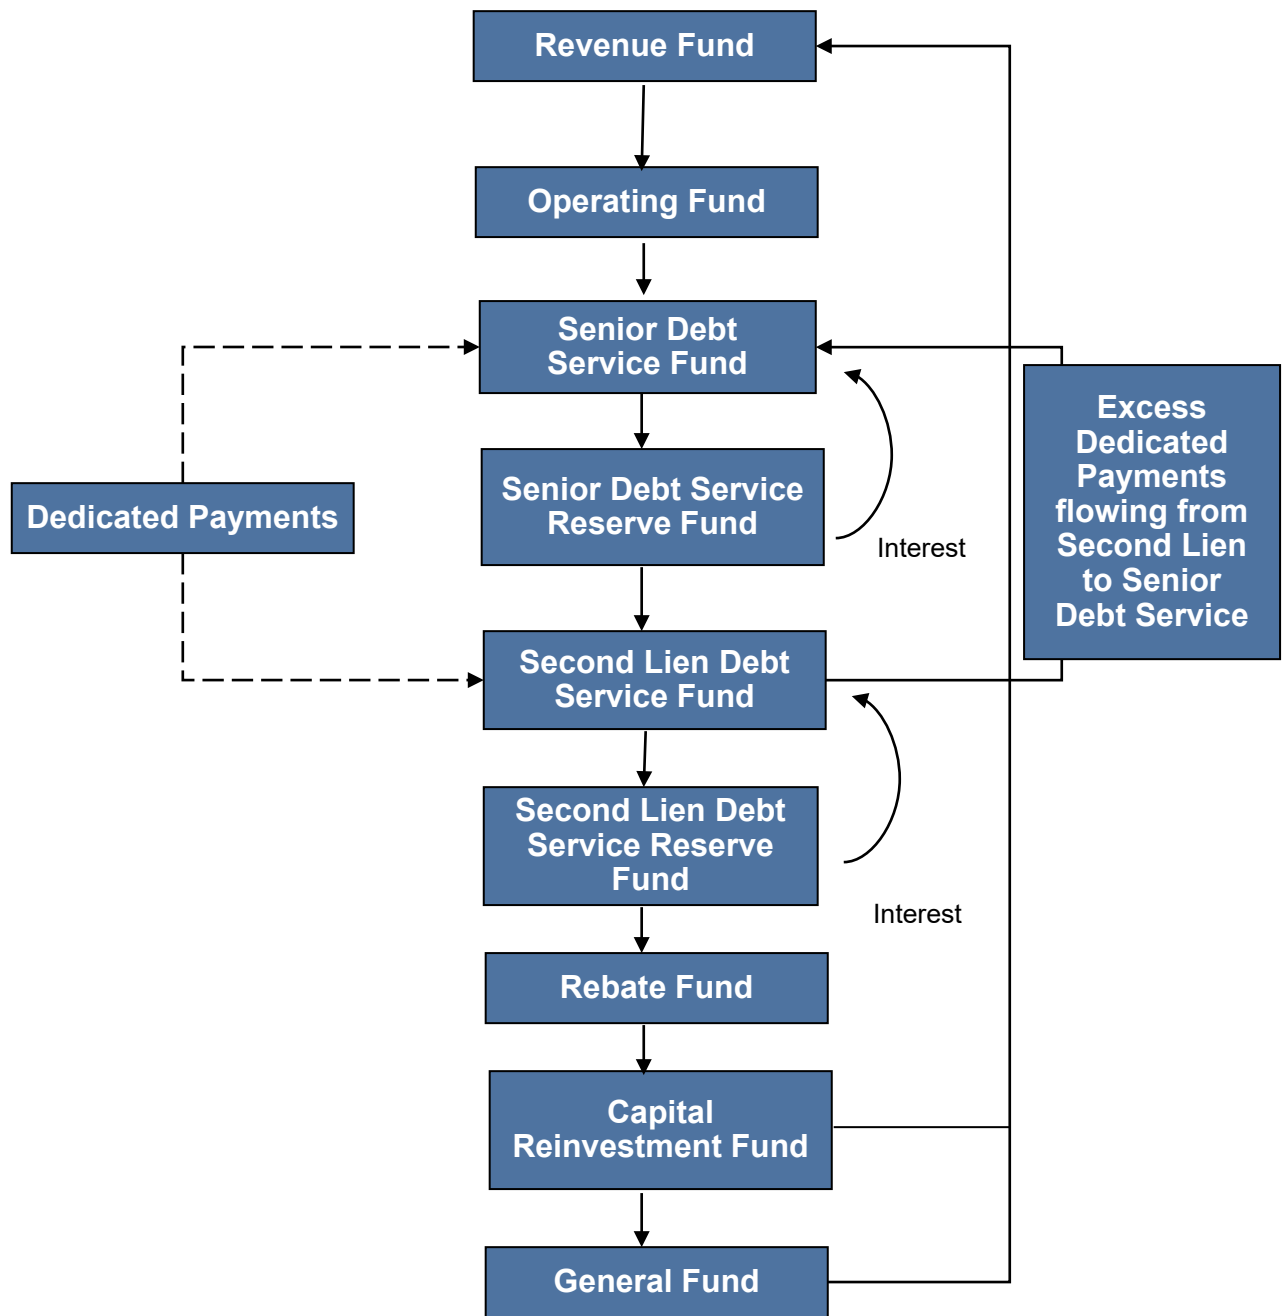 Revenue Fund
Operating Fund
Senior Debt
Service Fund
Excess
Dedicated
Payments
flowing from
Second Lien
to Senior
Debt Service
Senior Debt Service
Reserve Fund
Dedicated Payments
Interest
Second Lien Debt
Service Fund
Second Lien Debt
Service Reserve
Fund
Interest
Rebate Fund
Capital
Reinvestment Fund
General Fund